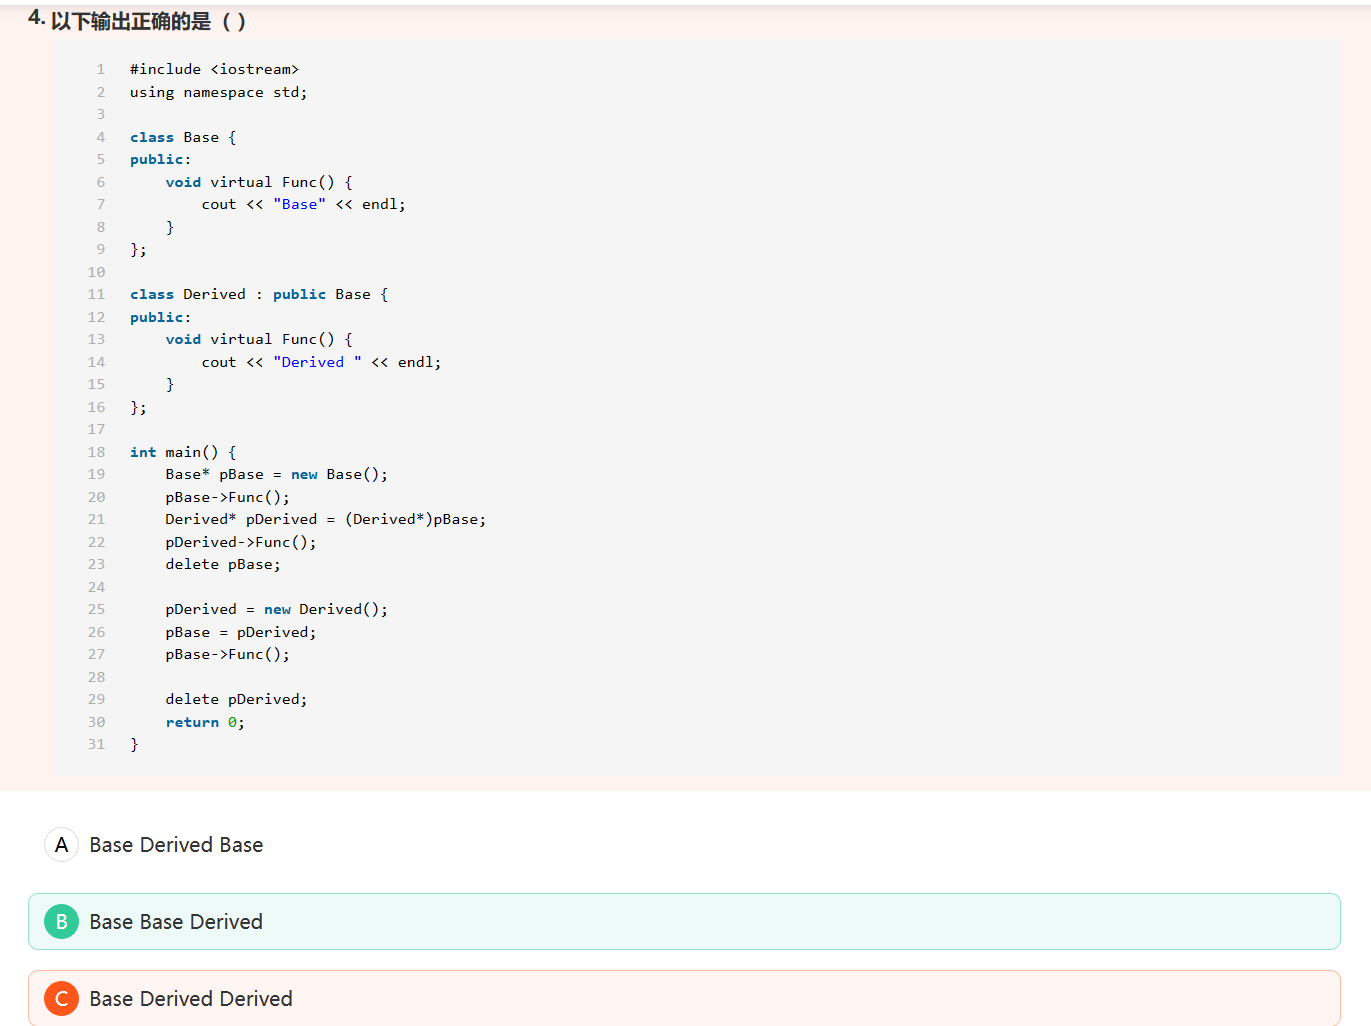 4. 以下输出正确的是（ ）
1 #include <iostream>
2 using namespace std;
3
4 class Base {
5 public:
6     void virtual Func() {
7         cout << "Base" << endl;
8     }
9 };
10
11 class Derived : public Base {
12 public:
13     void virtual Func() {
14         cout << "Derived " << endl;
15     }
16 };
17
18 int main() {
19     Base* pBase = new Base();
20     pBase->Func();
21     Derived* pDerived = (Derived*)pBase;
22     pDerived->Func();
23     delete pBase;
24
25     pDerived = new Derived();
26     pBase = pDerived;
27     pBase->Func();
28
29     delete pDerived;
30     return 0;
31 }
A Base Derived Base
B Base Base Derived
C Base Derived Derived